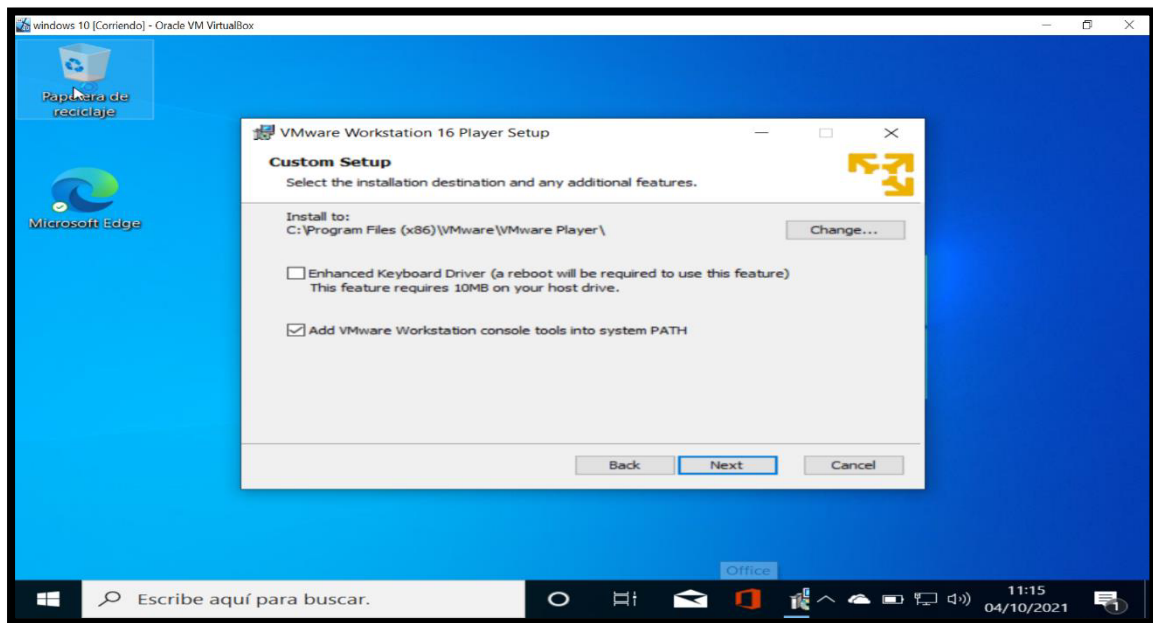 windows 10 [Corriendo] - Oracle VM VirtualBox
Papelera de
reciclaje
Microsoft Edge
VMware Workstation 16 Player Setup
Custom Setup
Select the installation destination and any additional features.
Install to:
C:\Program Files (x86)\VMware\VMware Player\
Change...
Enhanced Keyboard Driver (a reboot will be required to use this feature)
This feature requires 10MB on your host drive.
Add VMware Workstation console tools into system PATH
Back
Next
Cancel
Office
Escribe aquí para buscar.
11:15
04/10/2021
1